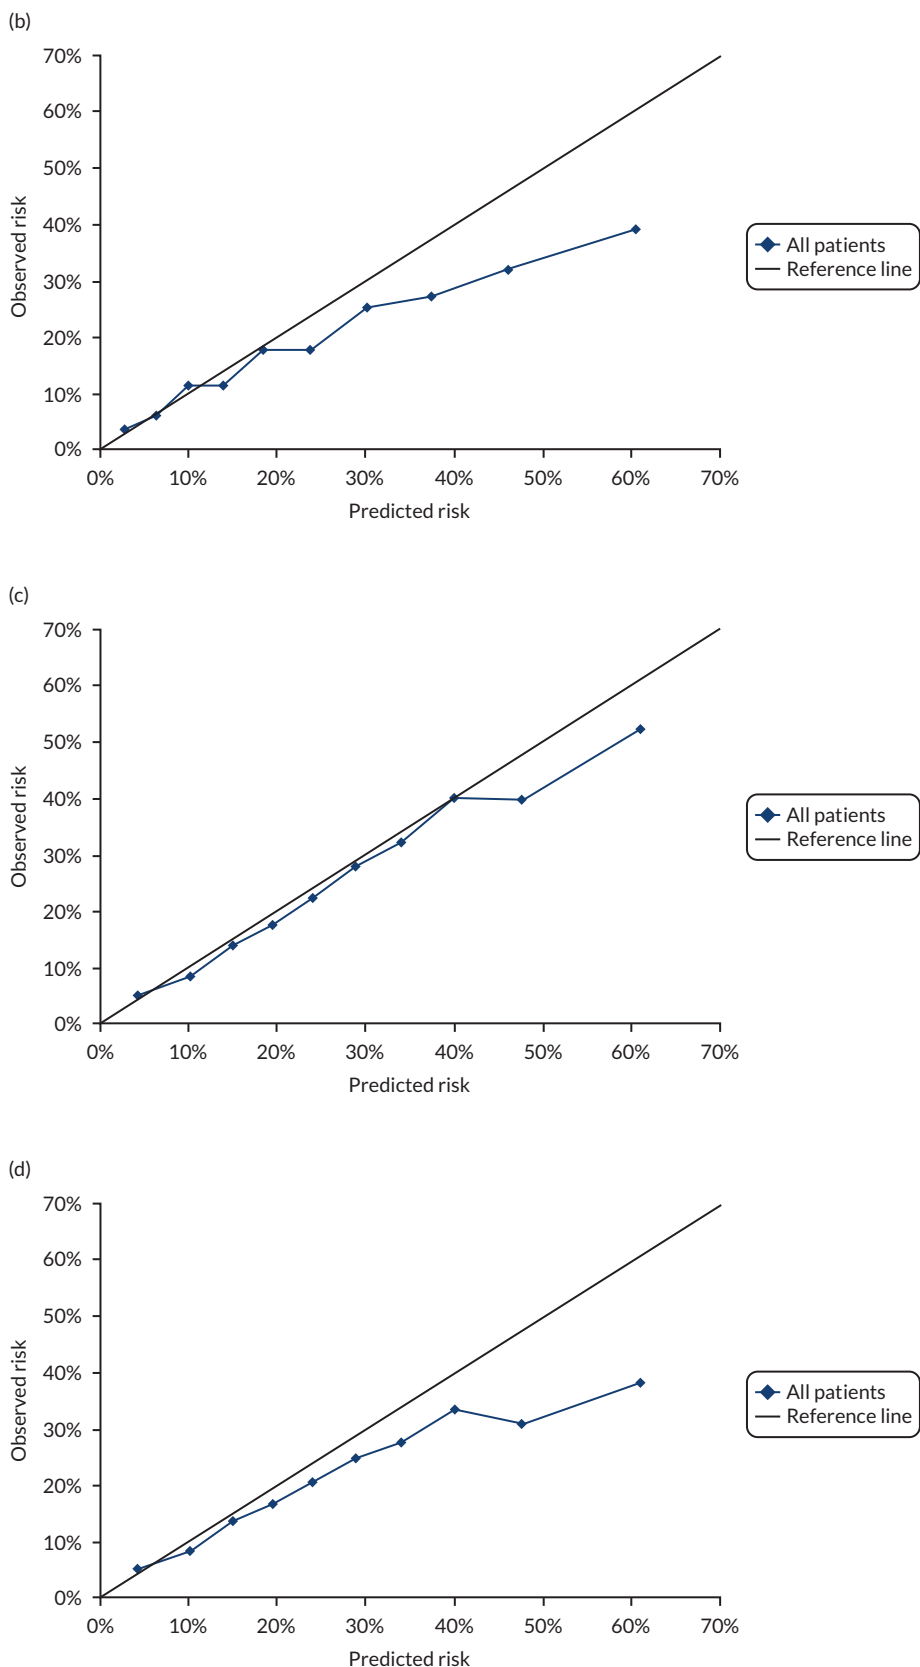 (b)
70%
60%
50%
40%
30%
20%
10%
0%
Observed risk
0% 10% 20% 30% 40% 50% 60% 70%
Predicted risk
All patients
Reference line
(c)
70%
60%
50%
40%
30%
20%
10%
0%
Observed risk
0% 10% 20% 30% 40% 50% 60% 70%
Predicted risk
All patients
Reference line
(d)
70%
60%
50%
40%
30%
20%
10%
0%
Observed risk
0% 10% 20% 30% 40% 50% 60% 70%
Predicted risk
All patients
Reference line